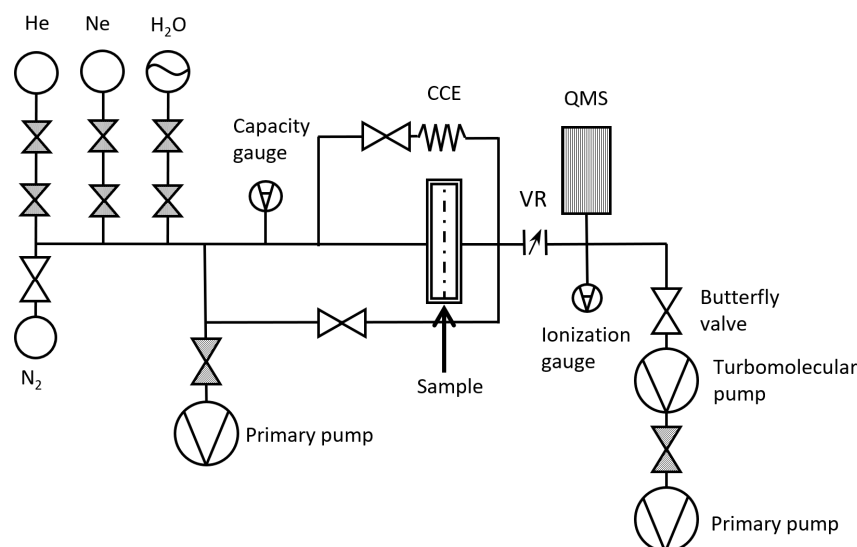 He
Ne
H₂O
CCE
QMS
Capacity
gauge
VR
Butterfly
valve
Ionization
gauge
N₂
Sample
Turbomolecular
pump
Primary pump
Primary pump